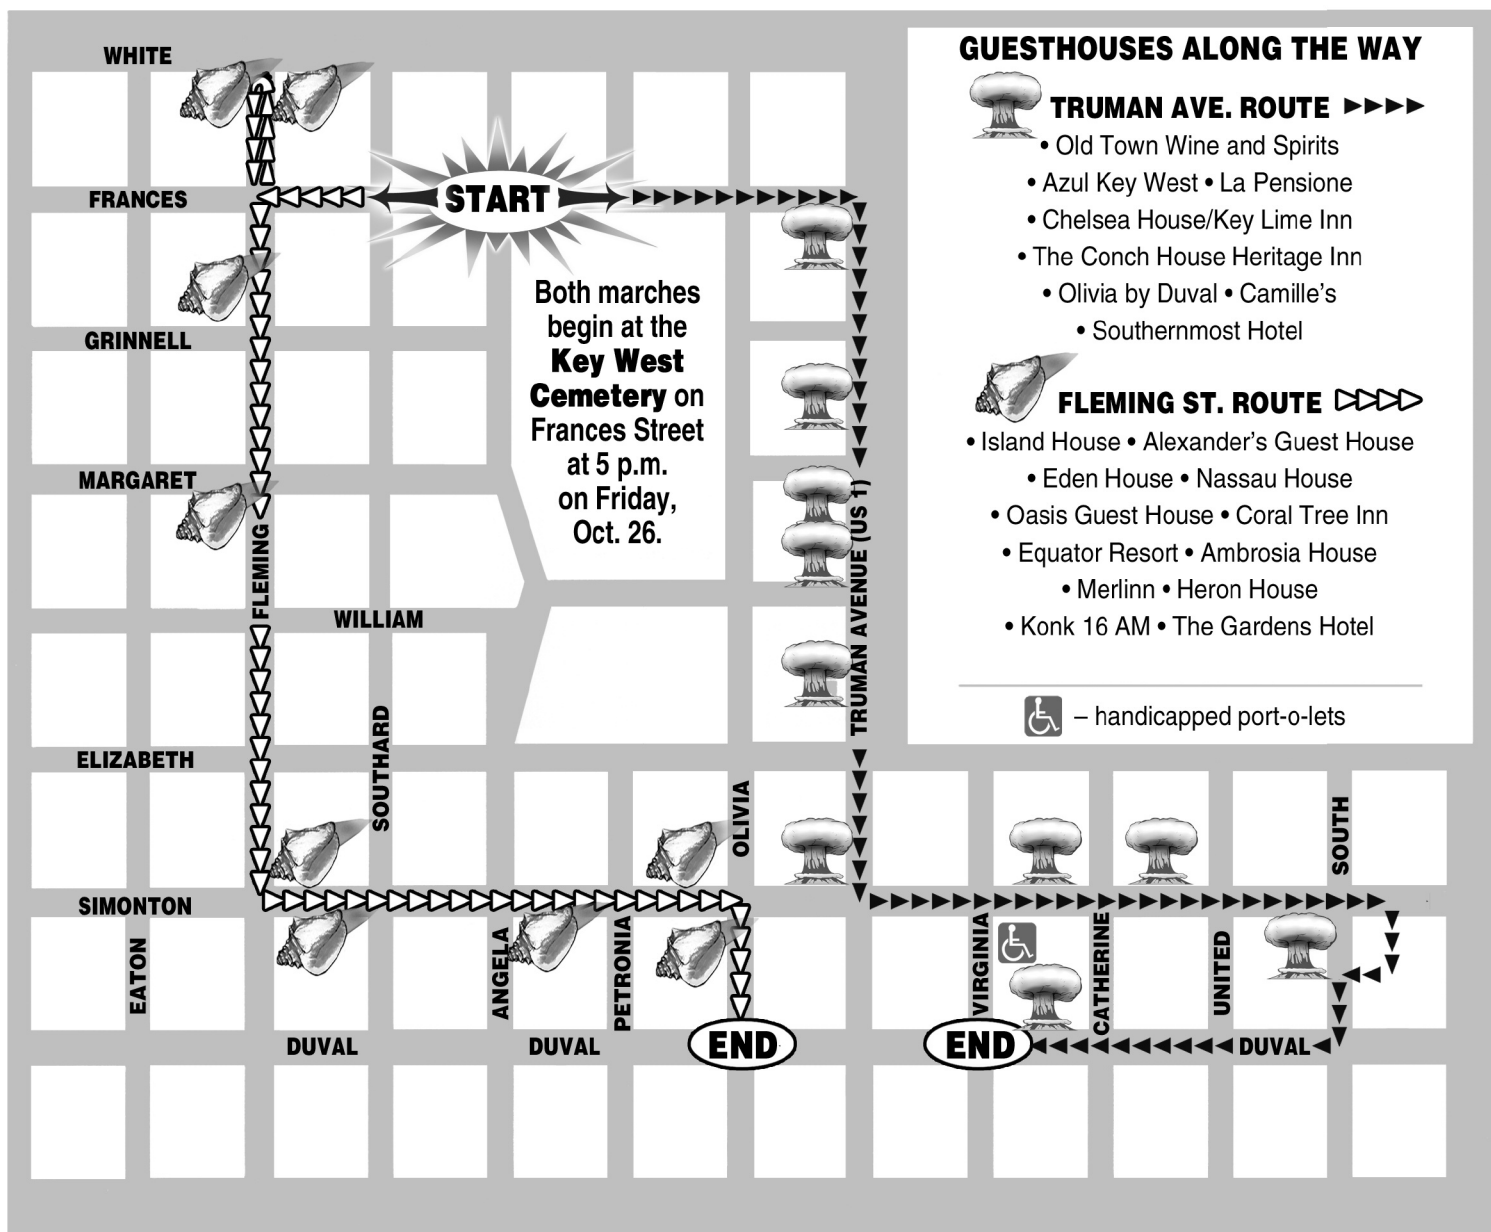 WHITE
FRANCES
GRINNELL
MARGARET
FLEMING
WILLIAM
ELIZABETH
SOUTHARD
SIMONTON
EATON
DUVAL
ANGELA
DUVAL
PETRONIA
OLIVIA
END
START
Both marches
begin at the
Key West
Cemetery on
Frances Street
at 5 p.m.
on Friday,
Oct. 26.
TRUMAN AVENUE (US 1)
VIRGINIA
CATHERINE
UNITED
SOUTH
END
DUVAL
GUESTHOUSES ALONG THE WAY
TRUMAN AVE. ROUTE
• Old Town Wine and Spirits
• Azul Key West • La Pensione
• Chelsea House/Key Lime Inn
• The Conch House Heritage Inn
• Olivia by Duval • Camille's
• Southernmost Hotel
FLEMING ST. ROUTE
• Island House • Alexander's Guest House
• Eden House • Nassau House
• Oasis Guest House • Coral Tree Inn
• Equator Resort • Ambrosia House
• Merlinn • Heron House
• Konk 16 AM • The Gardens Hotel
– handicapped port-o-lets